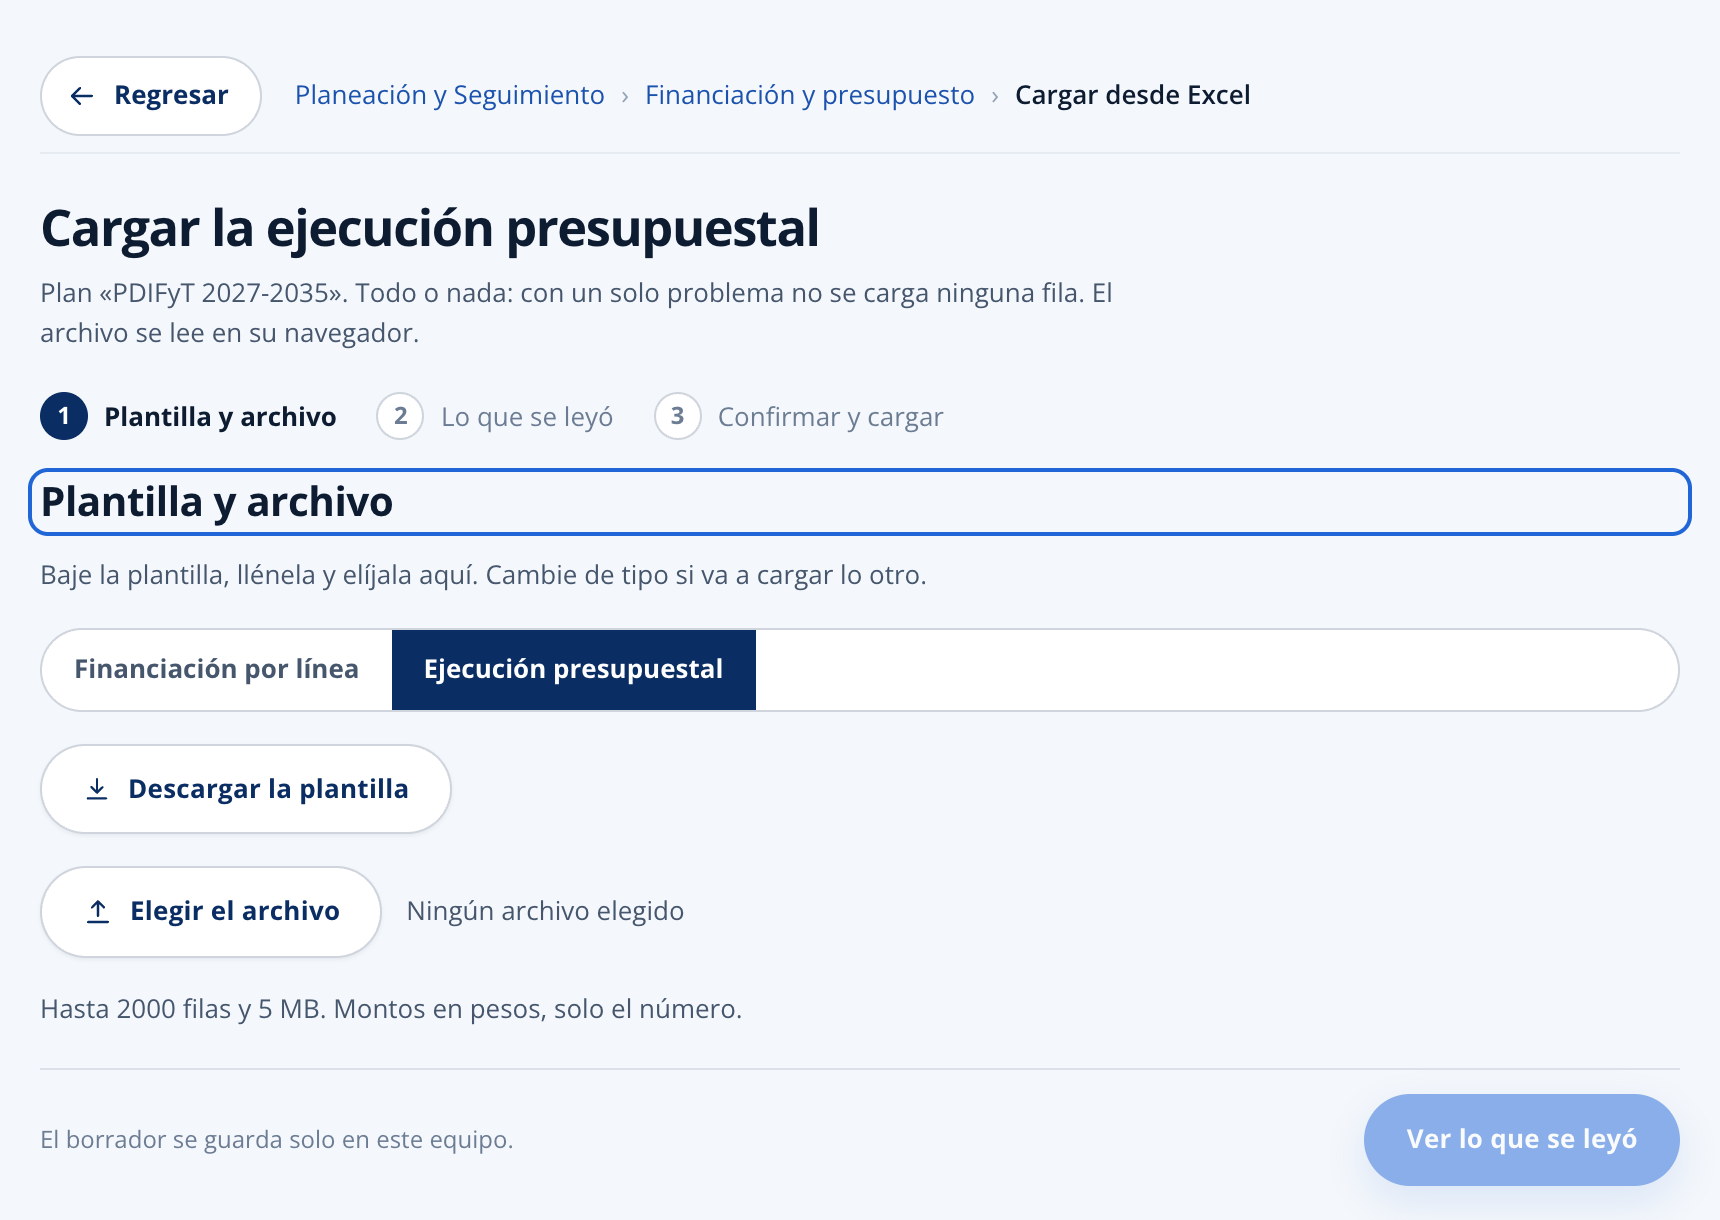 ← Regresar
Planeación y Seguimiento › Financiación y presupuesto › Cargar desde Excel
Cargar la ejecución presupuestal
Plan «PDIFyT 2027-2035». Todo o nada: con un solo problema no se carga ninguna fila. El
archivo se lee en su navegador.
1 Plantilla y archivo 2 Lo que se leyó 3 Confirmar y cargar
Plantilla y archivo
Baje la plantilla, llénela y elíjala aquí. Cambie de tipo si va a cargar lo otro.
Financiación por línea Ejecución presupuestal
Descargar la plantilla
Elegir el archivo Ningún archivo elegido
Hasta 2000 filas y 5 MB. Montos en pesos, solo el número.
El borrador se guarda solo en este equipo. Ver lo que se leyó